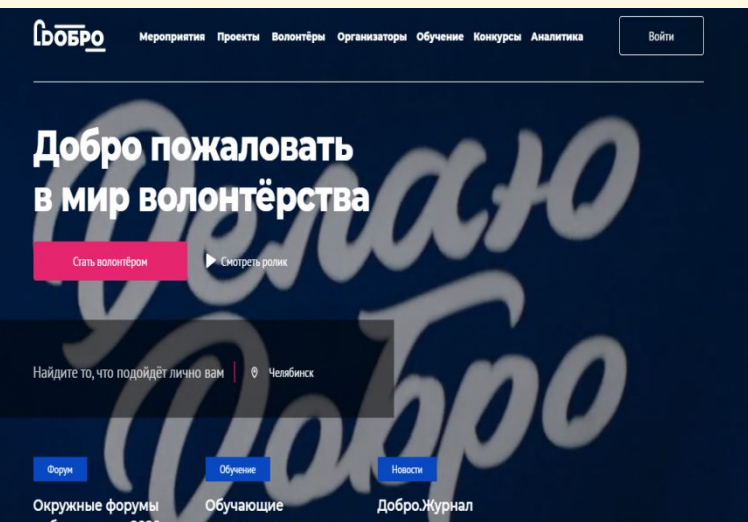 ДОБРО
Мероприятия Проекты Волонтёры Организаторы Обучение Конкурсы Аналитика
Войти
Делаю
Добро
Добро пожаловать
в мир волонтёрства
Стать волонтёром
Смотреть ролик
Найдите то, что подойдёт лично вам
Челябинск
Форум
Обучение
Новости
Окружные форумы
Обучающие
Добро.Журнал